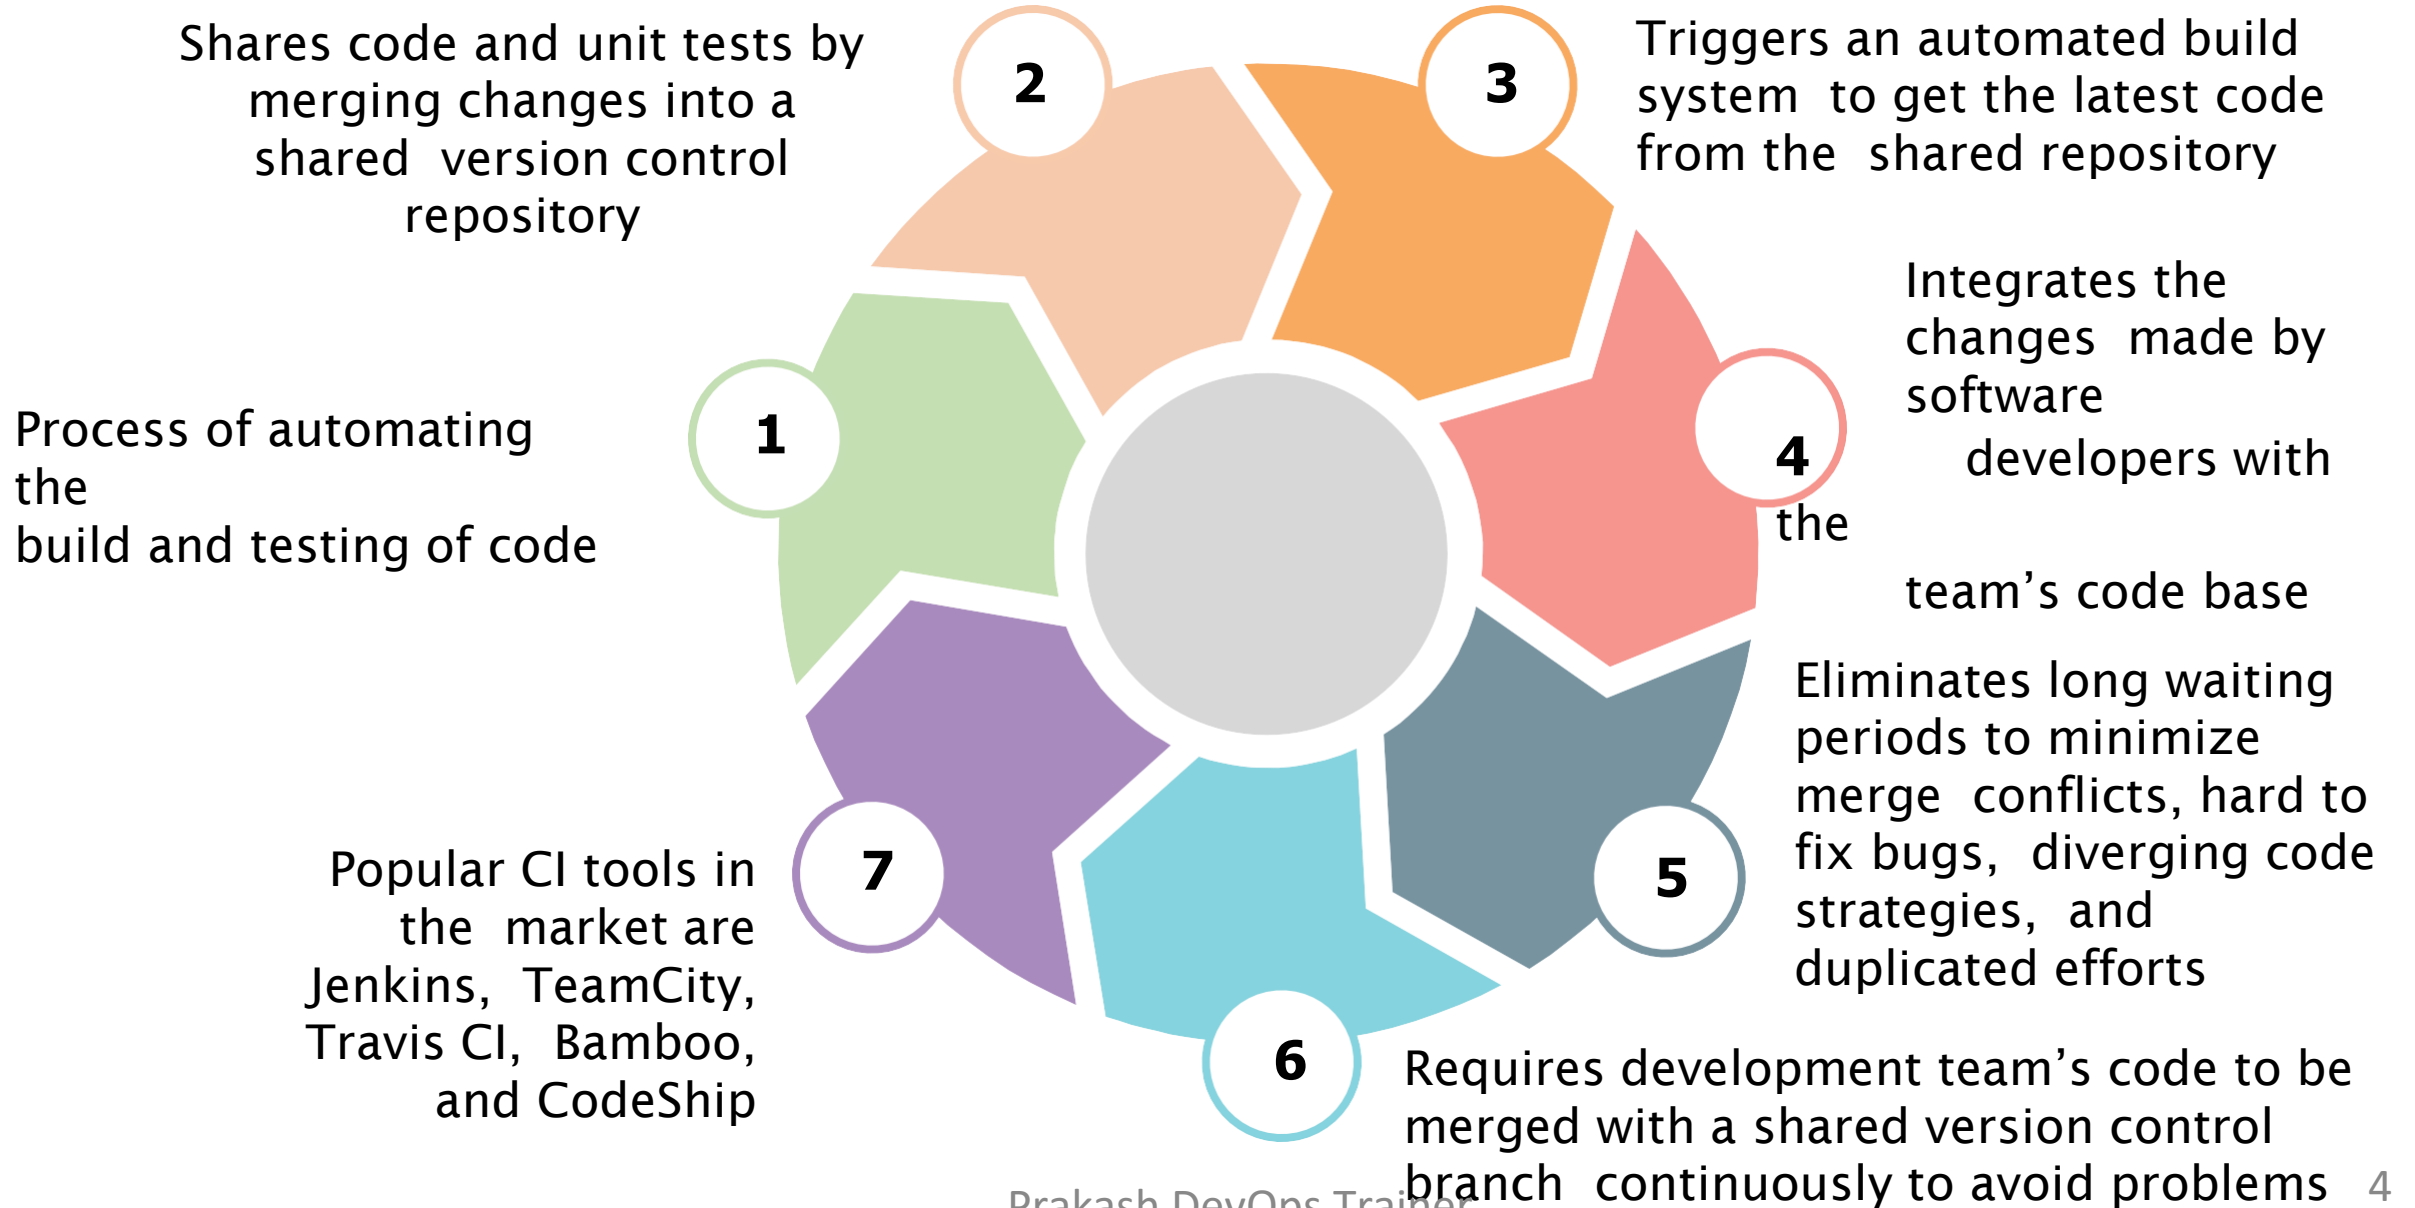 1
Process of automating
the
build and testing of code
2
Shares code and unit tests by
merging changes into a
shared version control
repository
3
Triggers an automated build
system to get the latest code
from the shared repository
4
Integrates the
changes made by
software
developers with
the
team’s code base
5
Eliminates long waiting
periods to minimize
merge conflicts, hard to
fix bugs, diverging code
strategies, and
duplicated efforts
6
Requires development team’s code to be
merged with a shared version control
branch continuously to avoid problems
7
Popular CI tools in
the market are
Jenkins, TeamCity,
Travis CI, Bamboo,
and CodeShip
Prakash DevOps Trainer
4